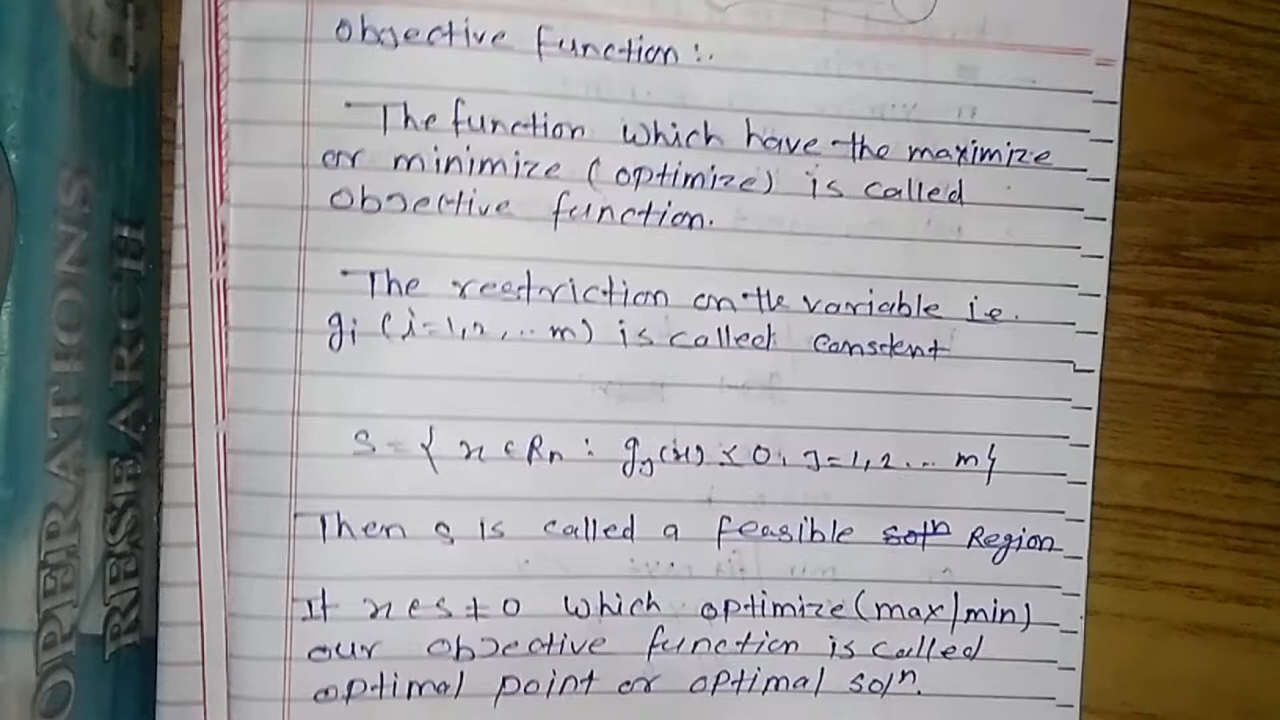 Objective function :.
The function which have the maximize
or minimize (optimize) is called
Objective function.
The reestriction on the variable i.e.
gi (i=1,2,... m) is called constent
S = { x ∈ Rn : gj(x) ≤ 0, j=1,2... m}
Then S is called a feasible soln Region
If x ∈ S ≠ 0 which optimize (max/min)
our objective function is called
optimal point or optimal soln.
OPERATIONS
RESEARCH